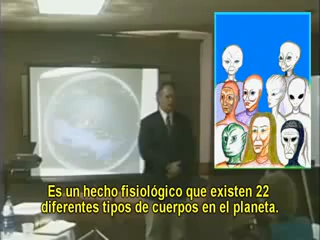 Es un hecho fisiológico que existen 22
diferentes tipos de cuerpos en el planeta.